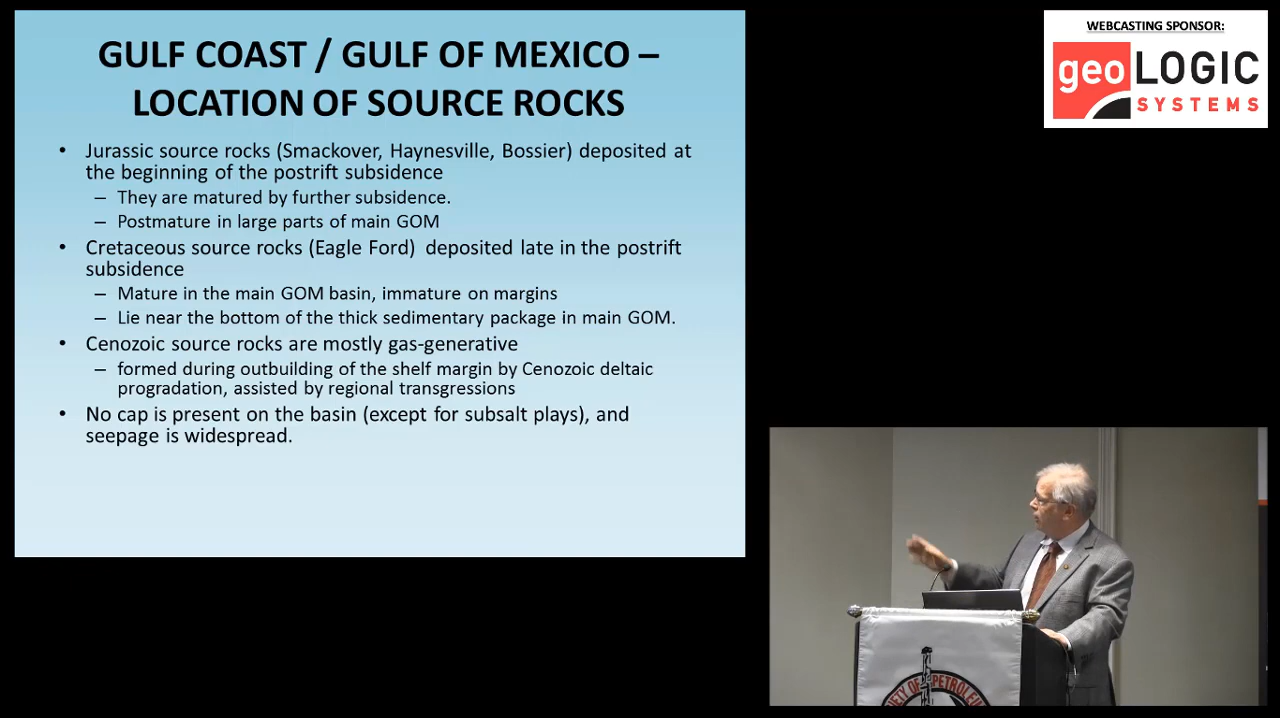 GULF COAST / GULF OF MEXICO –
LOCATION OF SOURCE ROCKS
• Jurassic source rocks (Smackover, Haynesville, Bossier) deposited at
the beginning of the postrift subsidence
– They are matured by further subsidence.
– Postmature in large parts of main GOM
• Cretaceous source rocks (Eagle Ford) deposited late in the postrift
subsidence
– Mature in the main GOM basin, immature on margins
– Lie near the bottom of the thick sedimentary package in main GOM.
• Cenozoic source rocks are mostly gas-generative
– formed during outbuilding of the shelf margin by Cenozoic deltaic
progradation, assisted by regional transgressions
• No cap is present on the basin (except for subsalt plays), and
seepage is widespread.
WEBCASTING SPONSOR:
geoLOGIC
SYSTEMS
OF